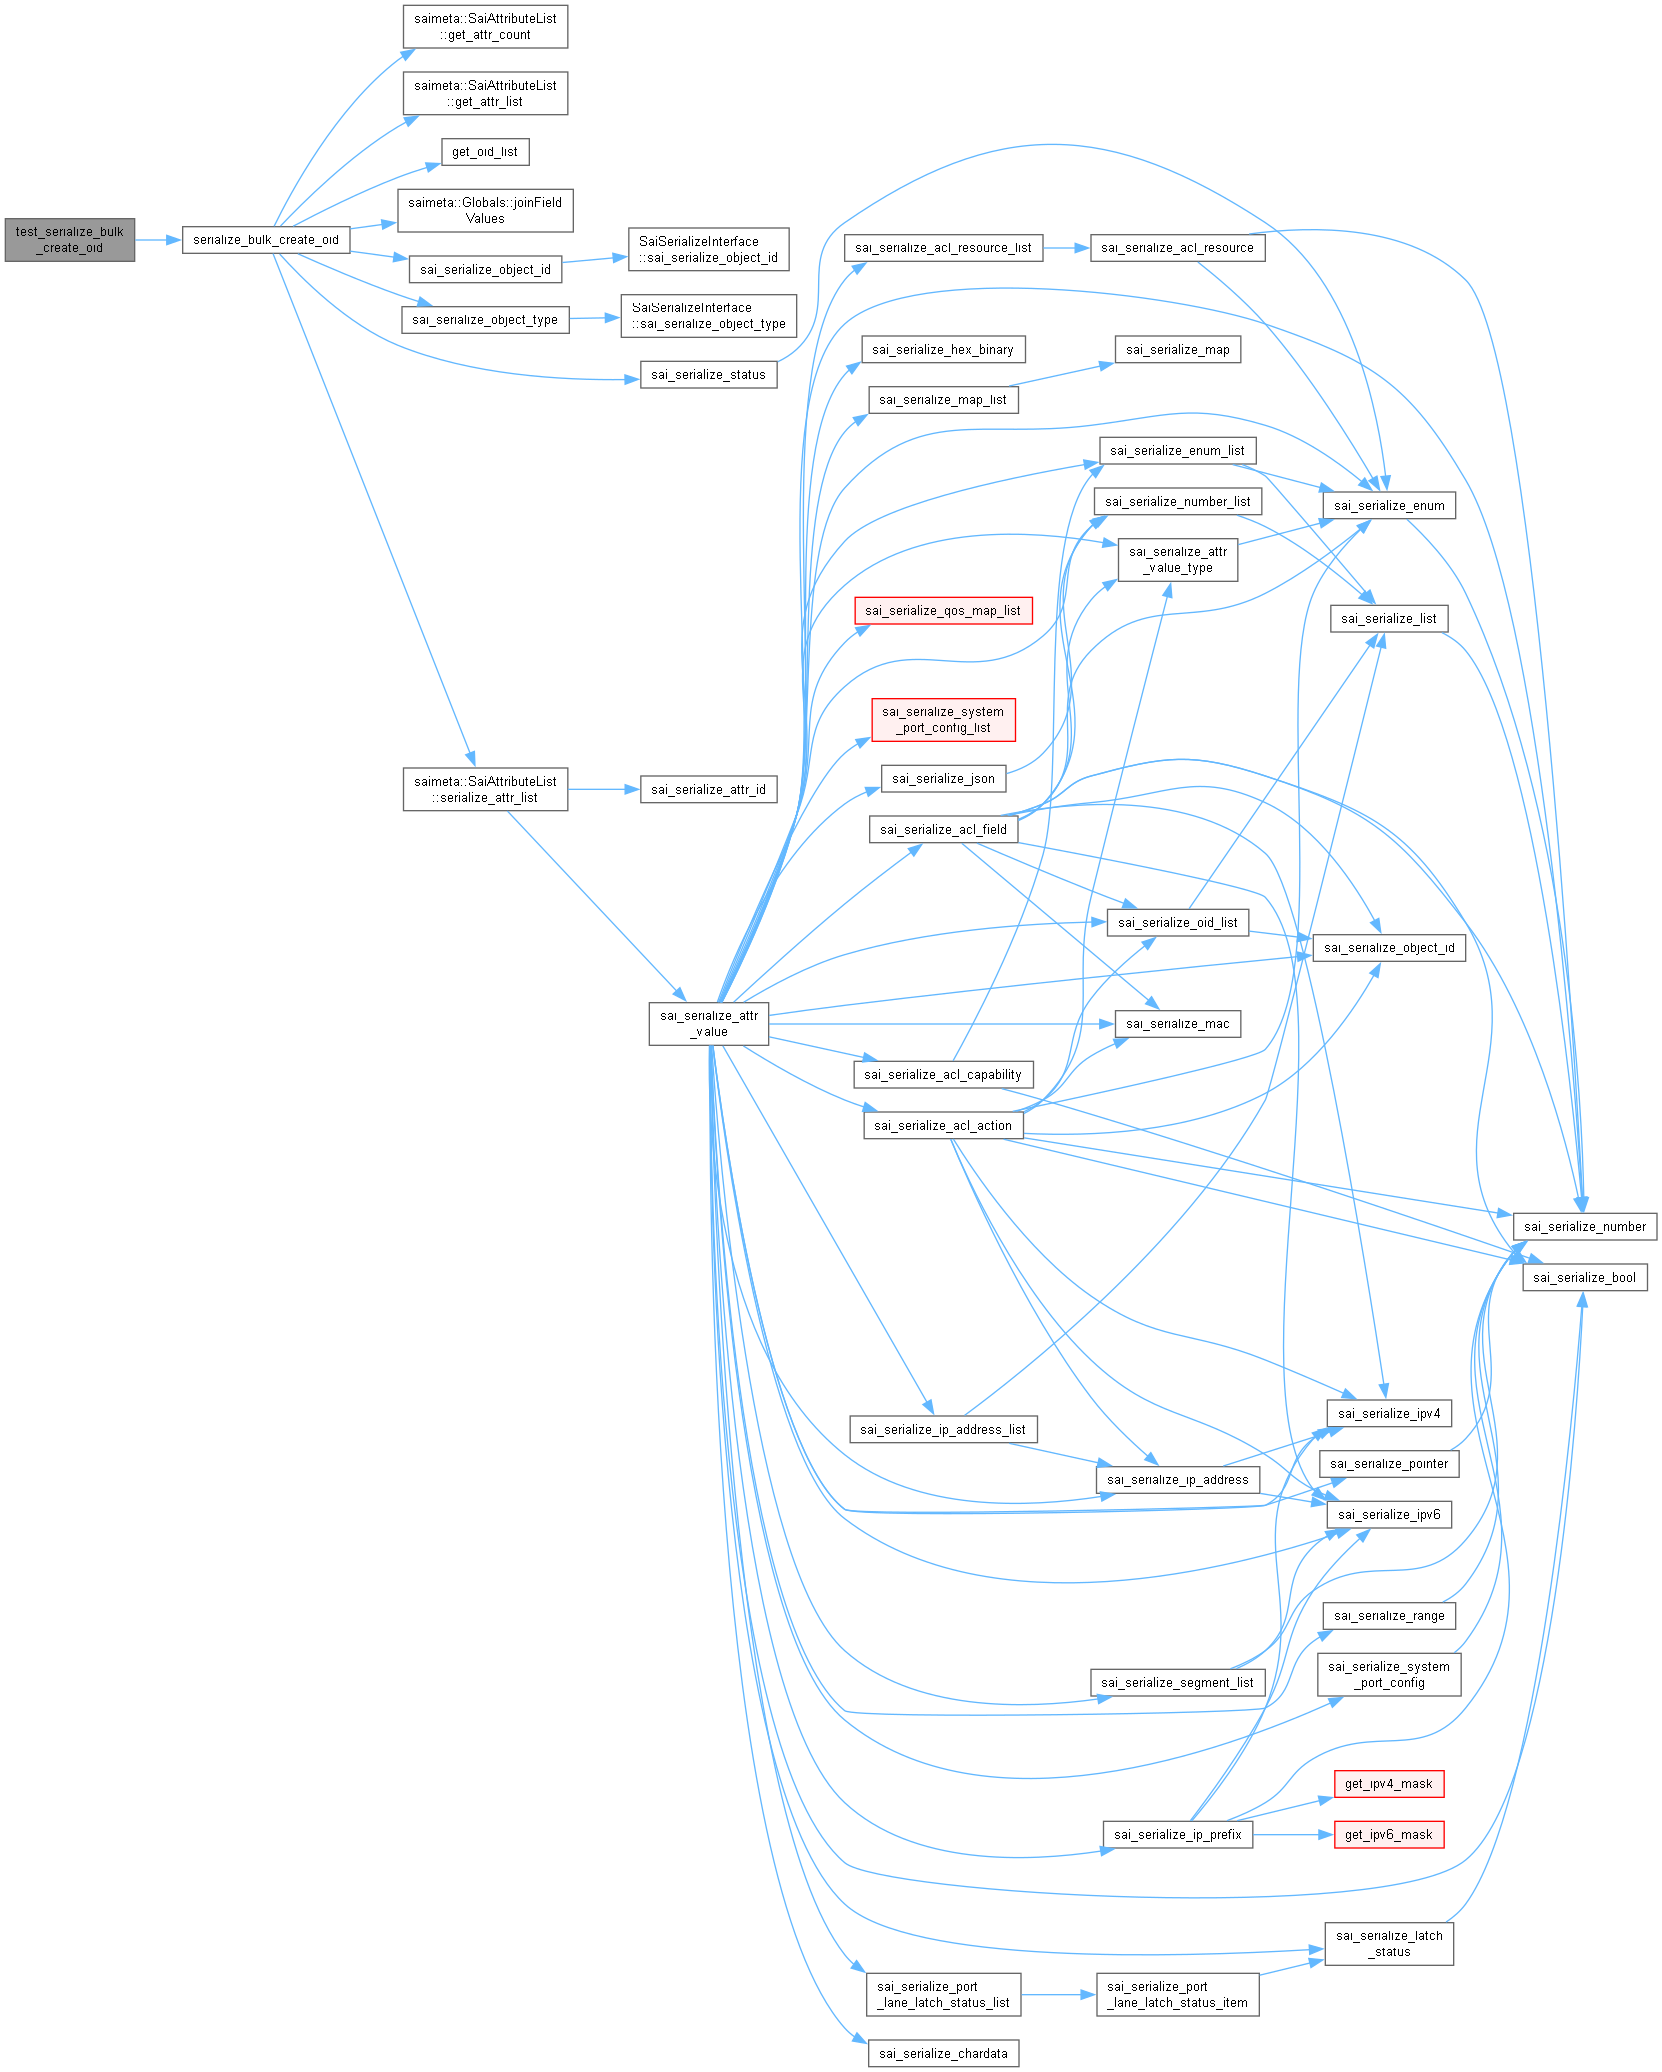 saimeta::SaiAttributeList
::get_attr_count
saimeta::SaiAttributeList
::get_attr_list
get_oid_list
saimeta::Globals::joinField
Values
test_serialize_bulk
_create_oid
serialize_bulk_create_oid
sai_serialize_object_id
SaiSerializeInterface
::sai_serialize_object_id
sai_serialize_object_type
SaiSerializeInterface
::sai_serialize_object_type
sai_serialize_status
saimeta::SaiAttributeList
::serialize_attr_list
sai_serialize_attr_id
sai_serialize_attr
_value
sai_serialize_acl_resource_list
sai_serialize_acl_resource
sai_serialize_hex_binary
sai_serialize_map
sai_serialize_map_list
sai_serialize_enum_list
sai_serialize_number_list
sai_serialize_enum
sai_serialize_attr
_value_type
sai_serialize_qos_map_list
sai_serialize_list
sai_serialize_system
_port_config_list
sai_serialize_json
sai_serialize_acl_field
sai_serialize_oid_list
sai_serialize_object_id
sai_serialize_mac
sai_serialize_acl_capability
sai_serialize_acl_action
sai_serialize_number
sai_serialize_bool
sai_serialize_ipv4
sai_serialize_ip_address_list
sai_serialize_pointer
sai_serialize_ip_address
sai_serialize_ipv6
sai_serialize_range
sai_serialize_segment_list
sai_serialize_system
_port_config
get_ipv4_mask
sai_serialize_ip_prefix
get_ipv6_mask
sai_serialize_latch
_status
sai_serialize_port
_lane_latch_status_list
sai_serialize_port
_lane_latch_status_item
sai_serialize_chardata